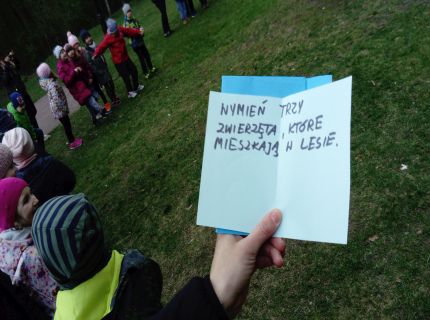 WYMIEŃ TRZY
ZWIERZĘTA, KTÓRE
MIESZKAJĄ W LESIE.